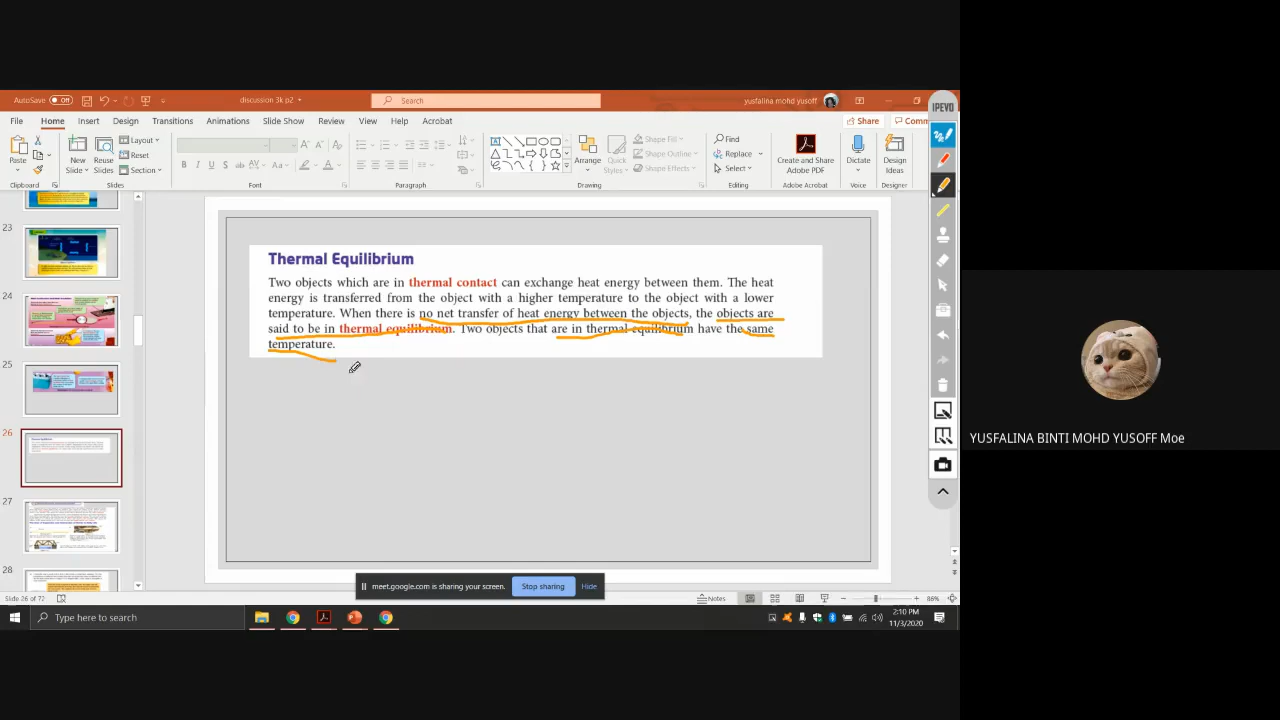 AutoSave Off
discussion 3k p2
Search
yusfalina mohd yusoff
IPEVO
File Home Insert Design Transitions Animations Slide Show Review View Help Acrobat
Share
Comm
Paste
New Slide
Reuse Slides
Layout
Reset
Section
Arrange
Quick Styles
Shape Fill
Shape Outline
Shape Effects
Find
Replace
Select
Create and Share Adobe PDF
Dictate
Design Ideas
Clipboard Slides Font Paragraph Drawing Editing Adobe Acrobat Voice Designer
23
24
25
26
27
28
Thermal Equilibrium
Two objects which are in thermal contact can exchange heat energy between them. The heat
energy is transferred from the object with a higher temperature to the object with a lower
temperature. When there is no net transfer of heat energy between the objects, the objects are
said to be in thermal equilibrium. Two objects that are in thermal equilibrium have the same
temperature.
YUSFALINA BINTI MOHD YUSOFF Moe
meet.google.com is sharing your screen. Stop sharing Hide
Slide 26 of 72
Notes
86%
Type here to search
2:10 PM
11/3/2020